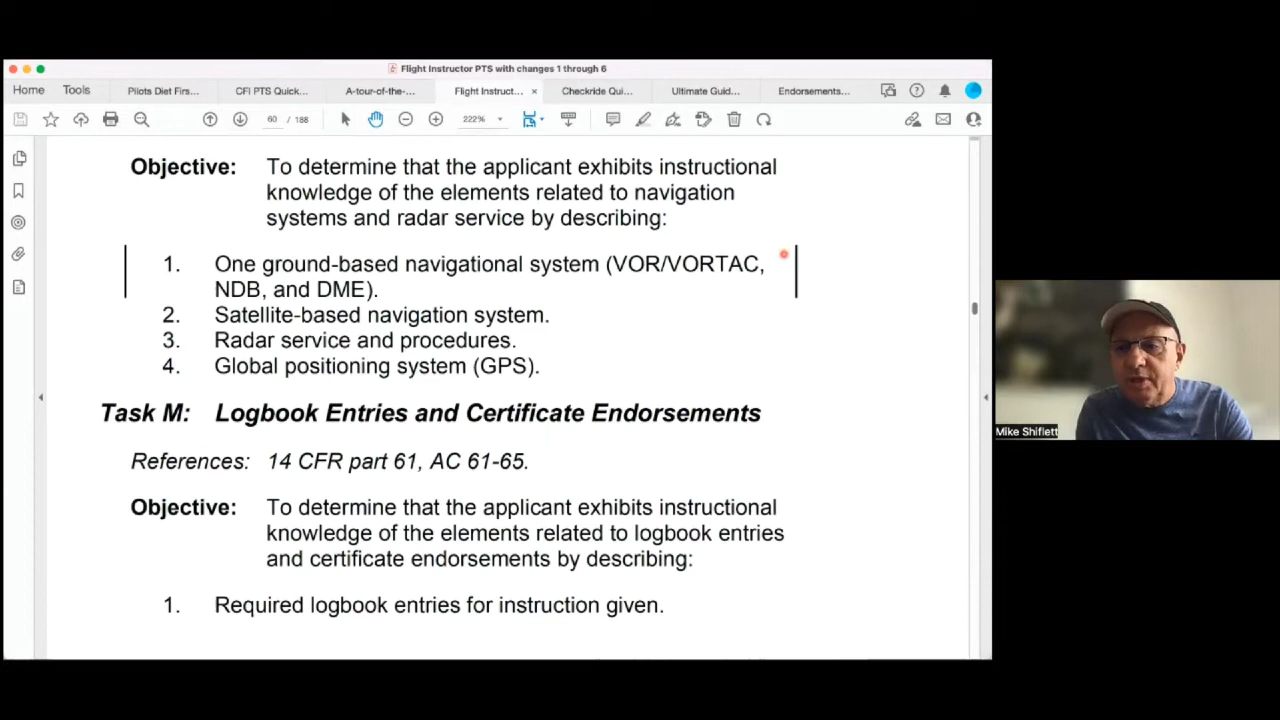 Flight Instructor PTS with changes 1 through 6
Home Tools Pilots Diet Firs... CFI PTS Quick... A-tour-of-the-... Flight Instruct... × Checkride Qui... Ultimate Guid... Endorsements...
60 / 188 222%
Objective: To determine that the applicant exhibits instructional
knowledge of the elements related to navigation
systems and radar service by describing:
1. One ground-based navigational system (VOR/VORTAC,
NDB, and DME).
2. Satellite-based navigation system.
3. Radar service and procedures.
4. Global positioning system (GPS).
Task M: Logbook Entries and Certificate Endorsements
References: 14 CFR part 61, AC 61-65.
Objective: To determine that the applicant exhibits instructional
knowledge of the elements related to logbook entries
and certificate endorsements by describing:
1. Required logbook entries for instruction given.
Mike Shiflett